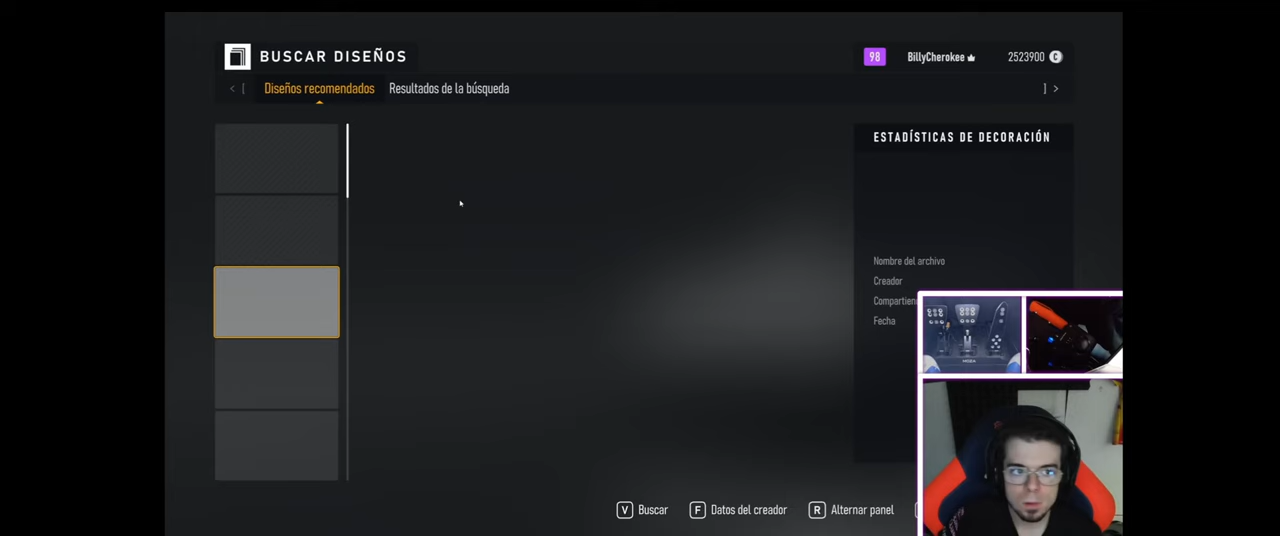 BUSCAR DISEÑOS
98 BillyCherokee 2523900 C
Diseños recomendados Resultados de la búsqueda
ESTADÍSTICAS DE DECORACIÓN
Nombre del archivo
Creador
Fecha
V Buscar F Datos del creador R Alternar panel